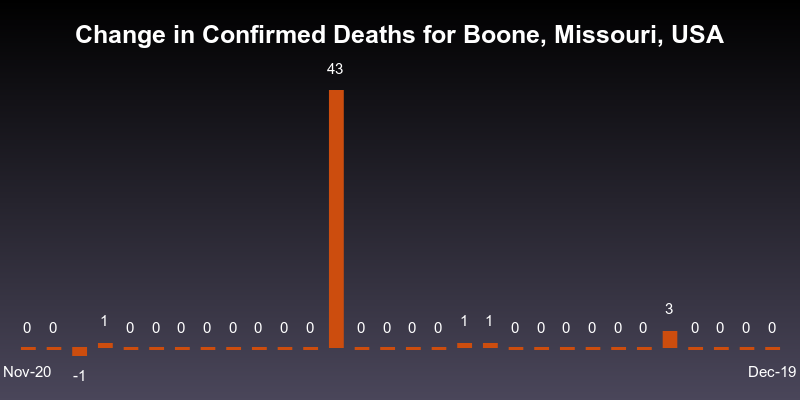 Change in Confirmed Deaths for Boone, Missouri, USA
43
3
1 1 1
0 0 0 0 0 0 0 0 0 0 0 0 0 0 0 0 0 0 0 0 0 0 0 0
Nov-20 -1 Dec-19